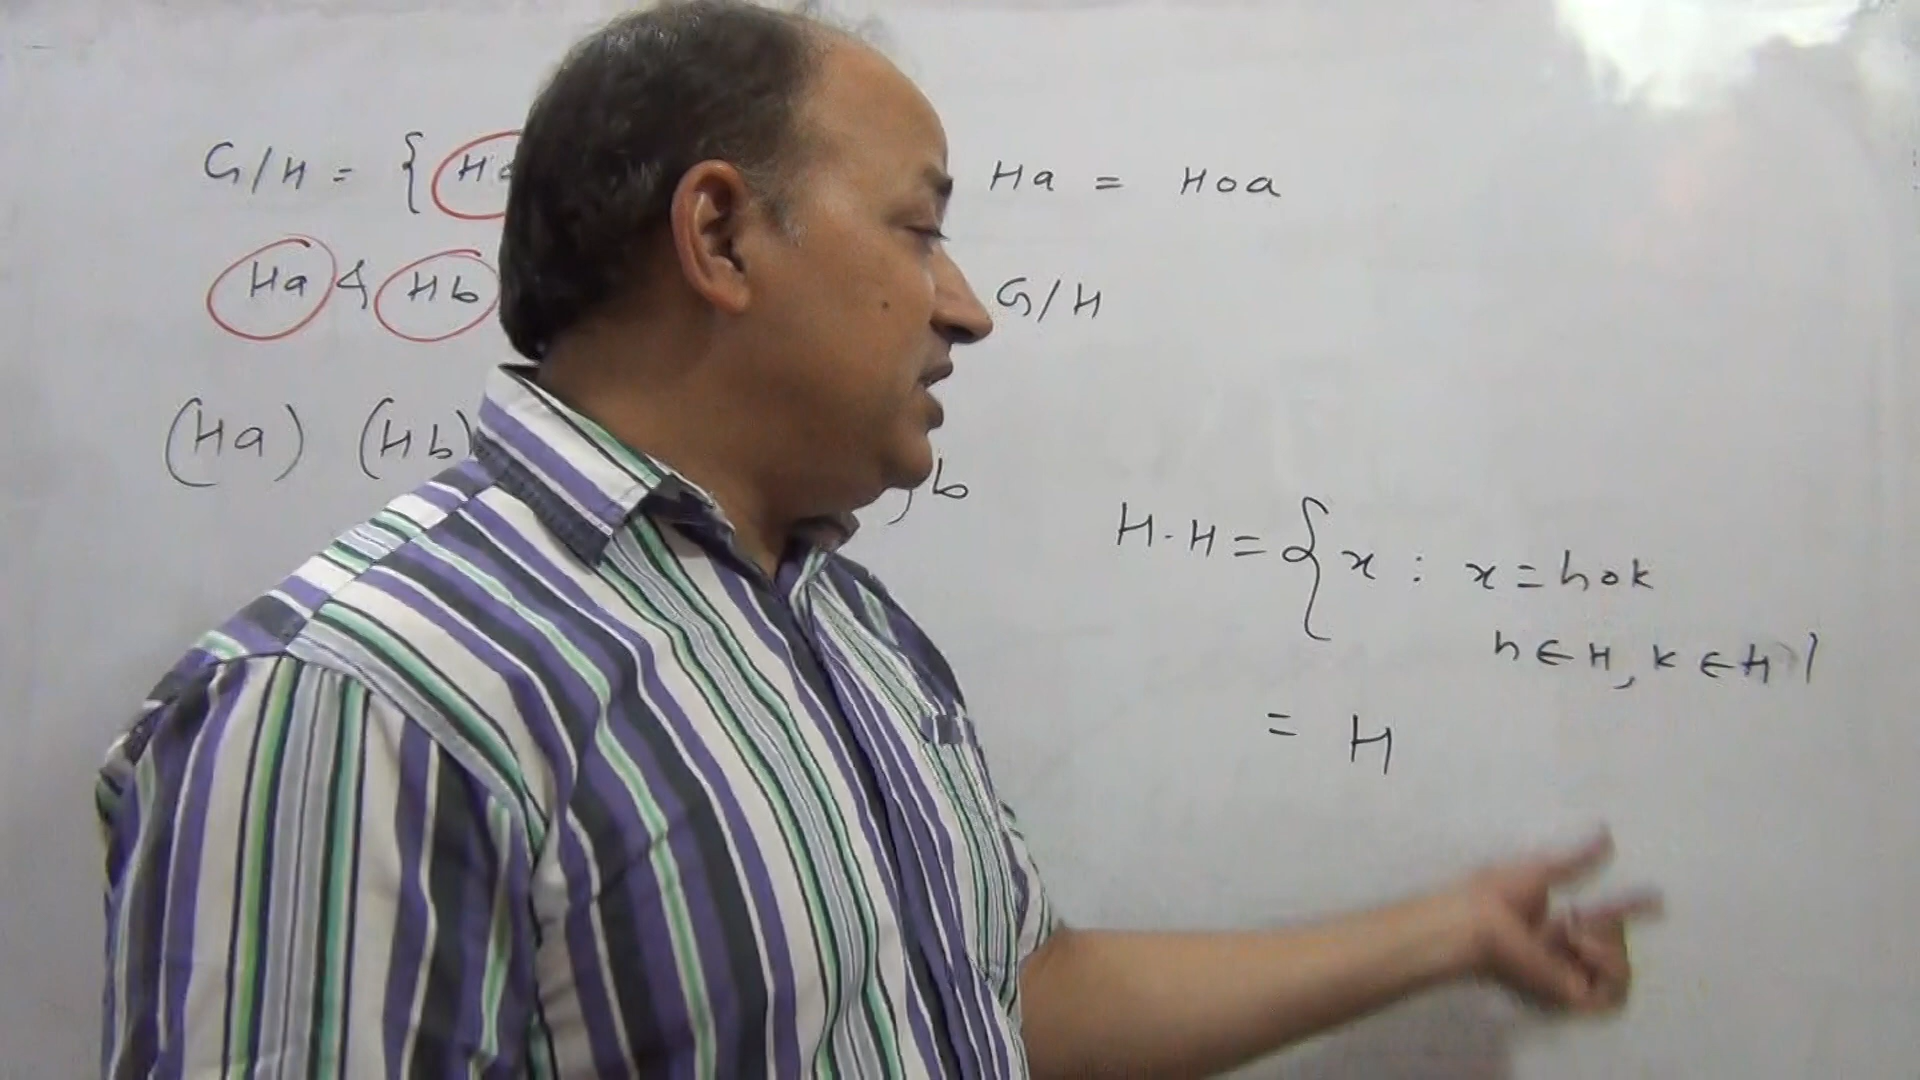 G/H = { Ha
Ha = Hoa
Ha & Hb
G/H
(Ha) (Hb)
)b
H.H = { x : x = hok
h ∈ H, k ∈ H }
= H